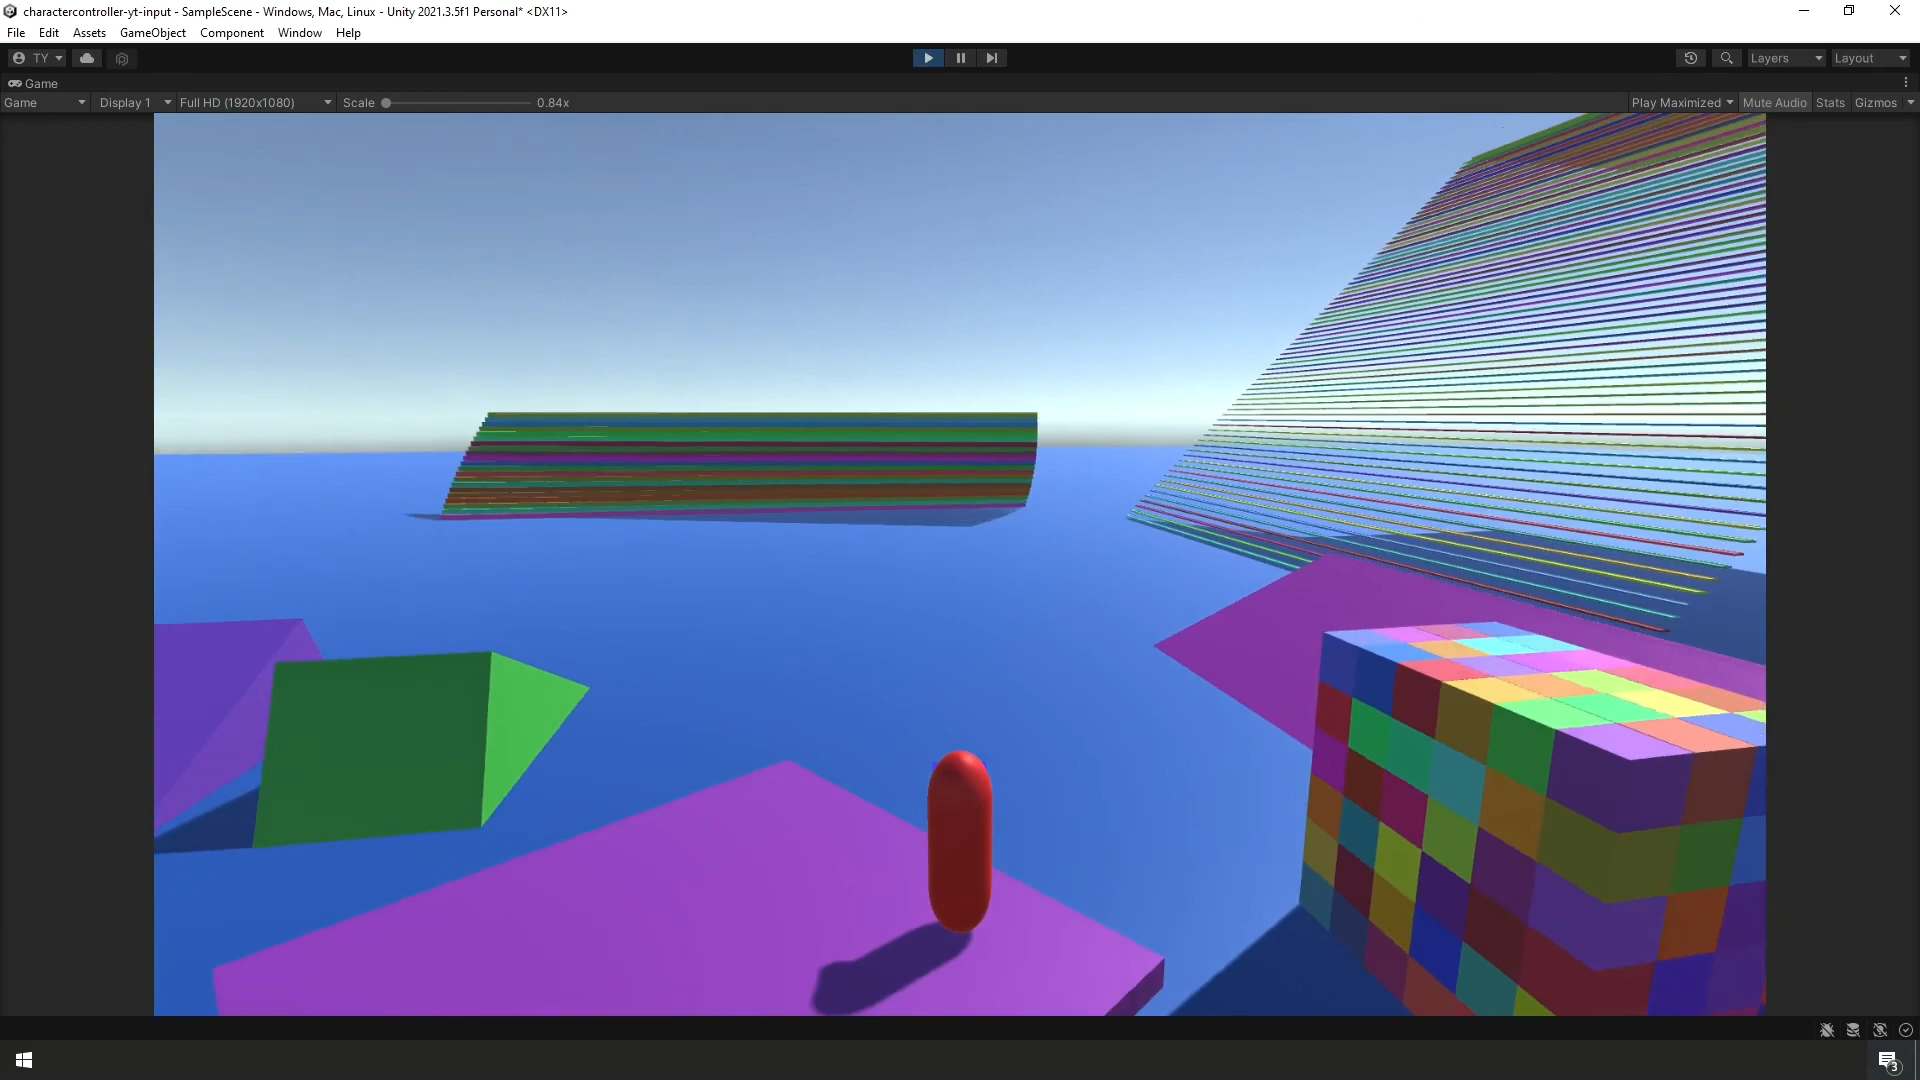 charactercontroller-yt-input - SampleScene - Windows, Mac, Linux - Unity 2021.3.5f1 Personal* <DX11>
File Edit Assets GameObject Component Window Help
TY Layers Layout
Game
Game Display 1 Full HD (1920x1080) Scale 0.84x Play Maximized Mute Audio Stats Gizmos
3